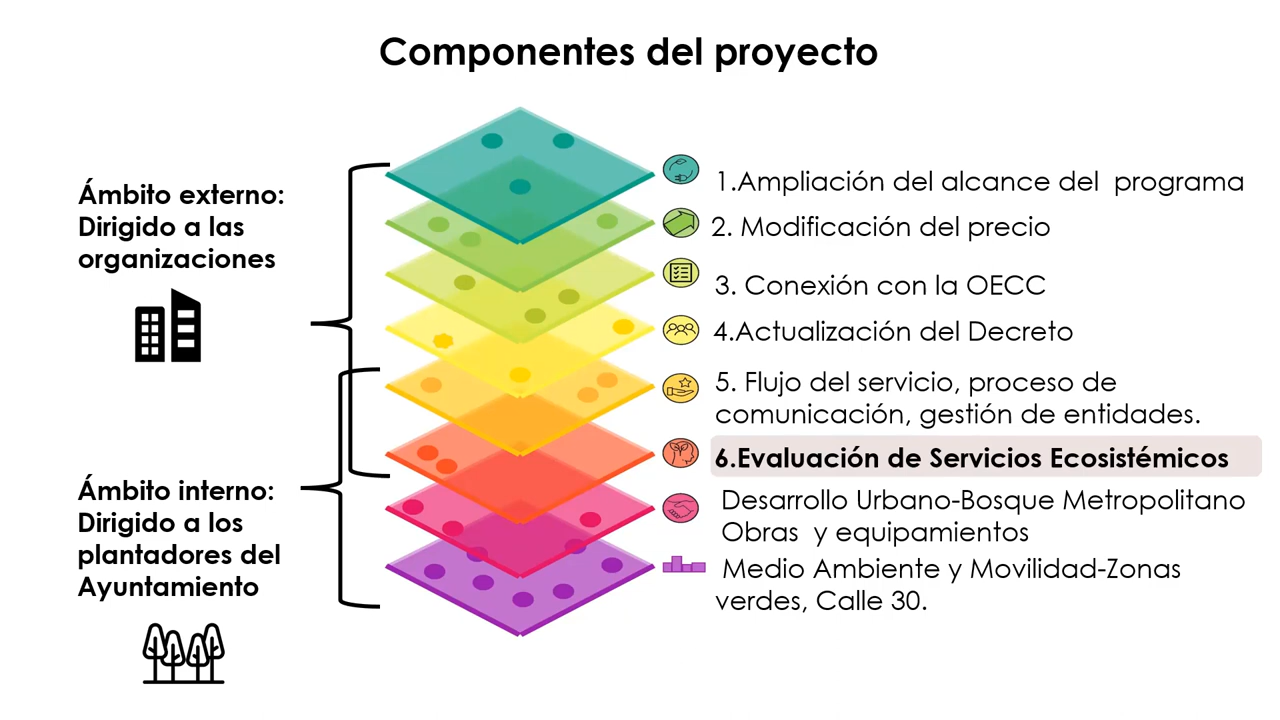 Componentes del proyecto
Ámbito externo:
Dirigido a las
organizaciones
Ámbito interno:
Dirigido a los
plantadores del
Ayuntamiento
1.Ampliación del alcance del  programa
2. Modificación del precio
3. Conexión con la OECC
4.Actualización del Decreto
5. Flujo del servicio, proceso de
comunicación, gestión de entidades.
6.Evaluación de Servicios Ecosistémicos
Desarrollo Urbano-Bosque Metropolitano
Obras  y equipamientos
Medio Ambiente y Movilidad-Zonas
verdes, Calle 30.